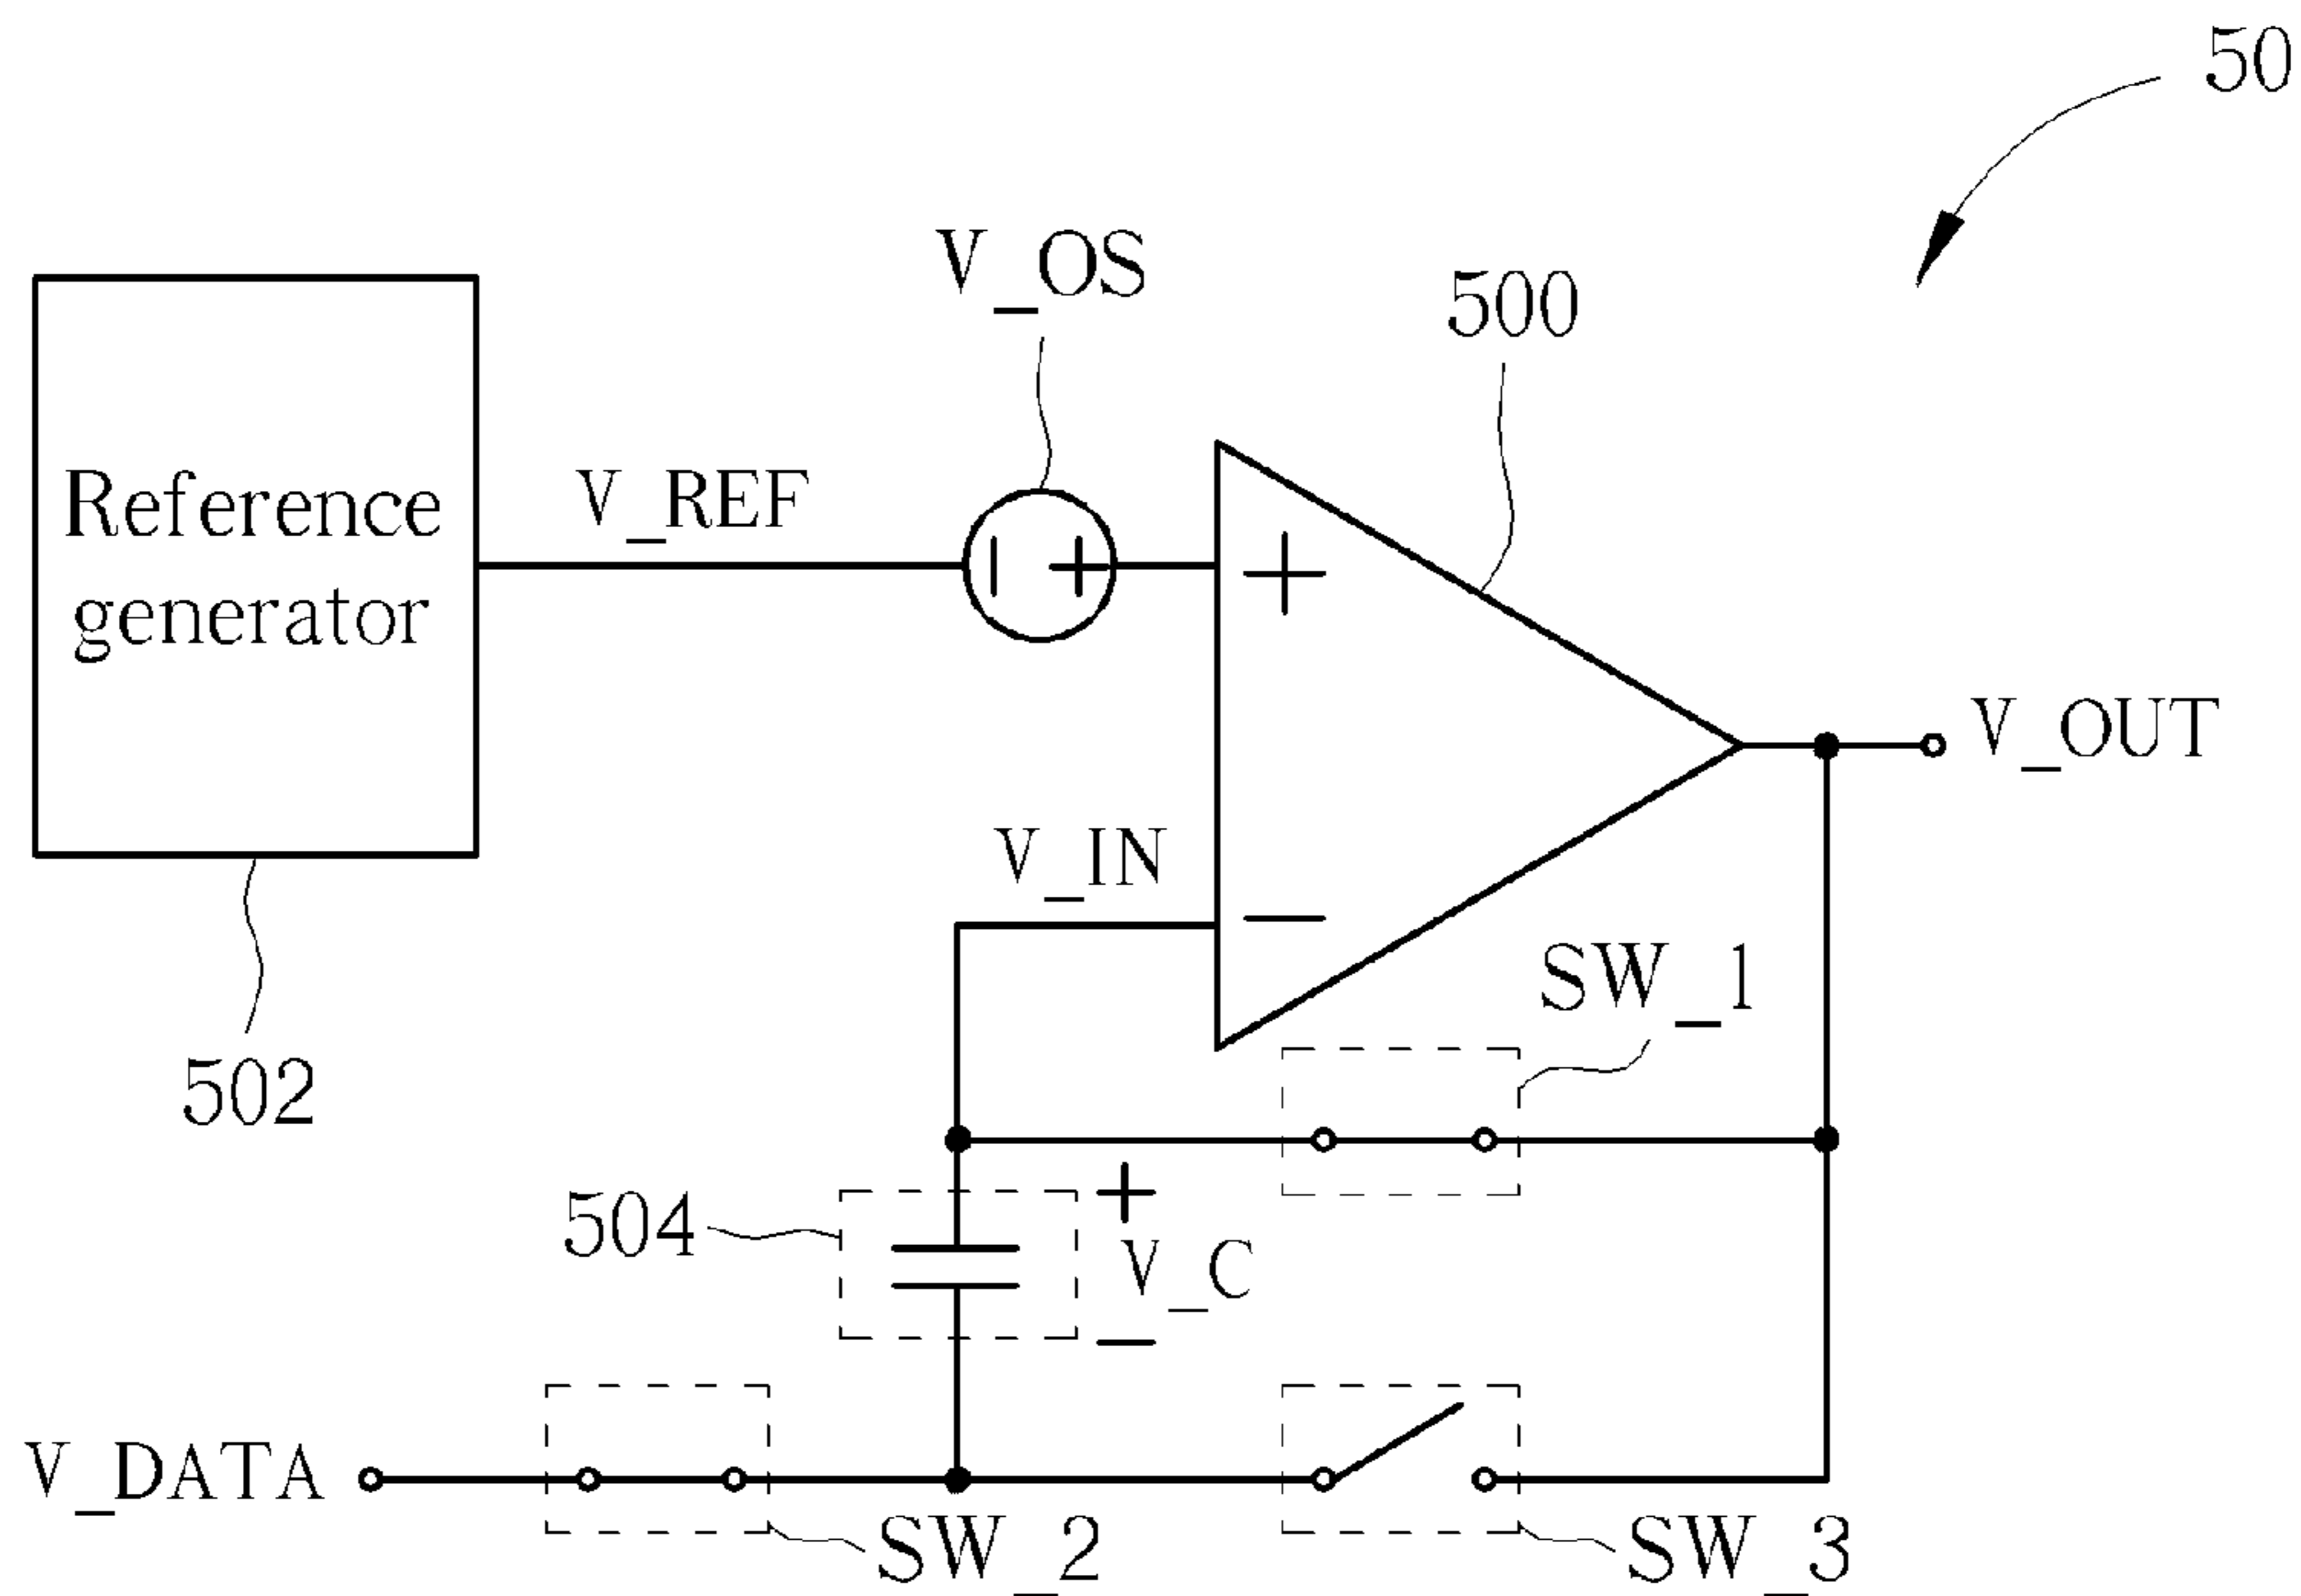 50
V_OS
500
Reference
generator
V_REF
+
V_OUT
V_IN
−
SW_1
502
504
+
V_C
−
V_DATA
SW_2
SW_3